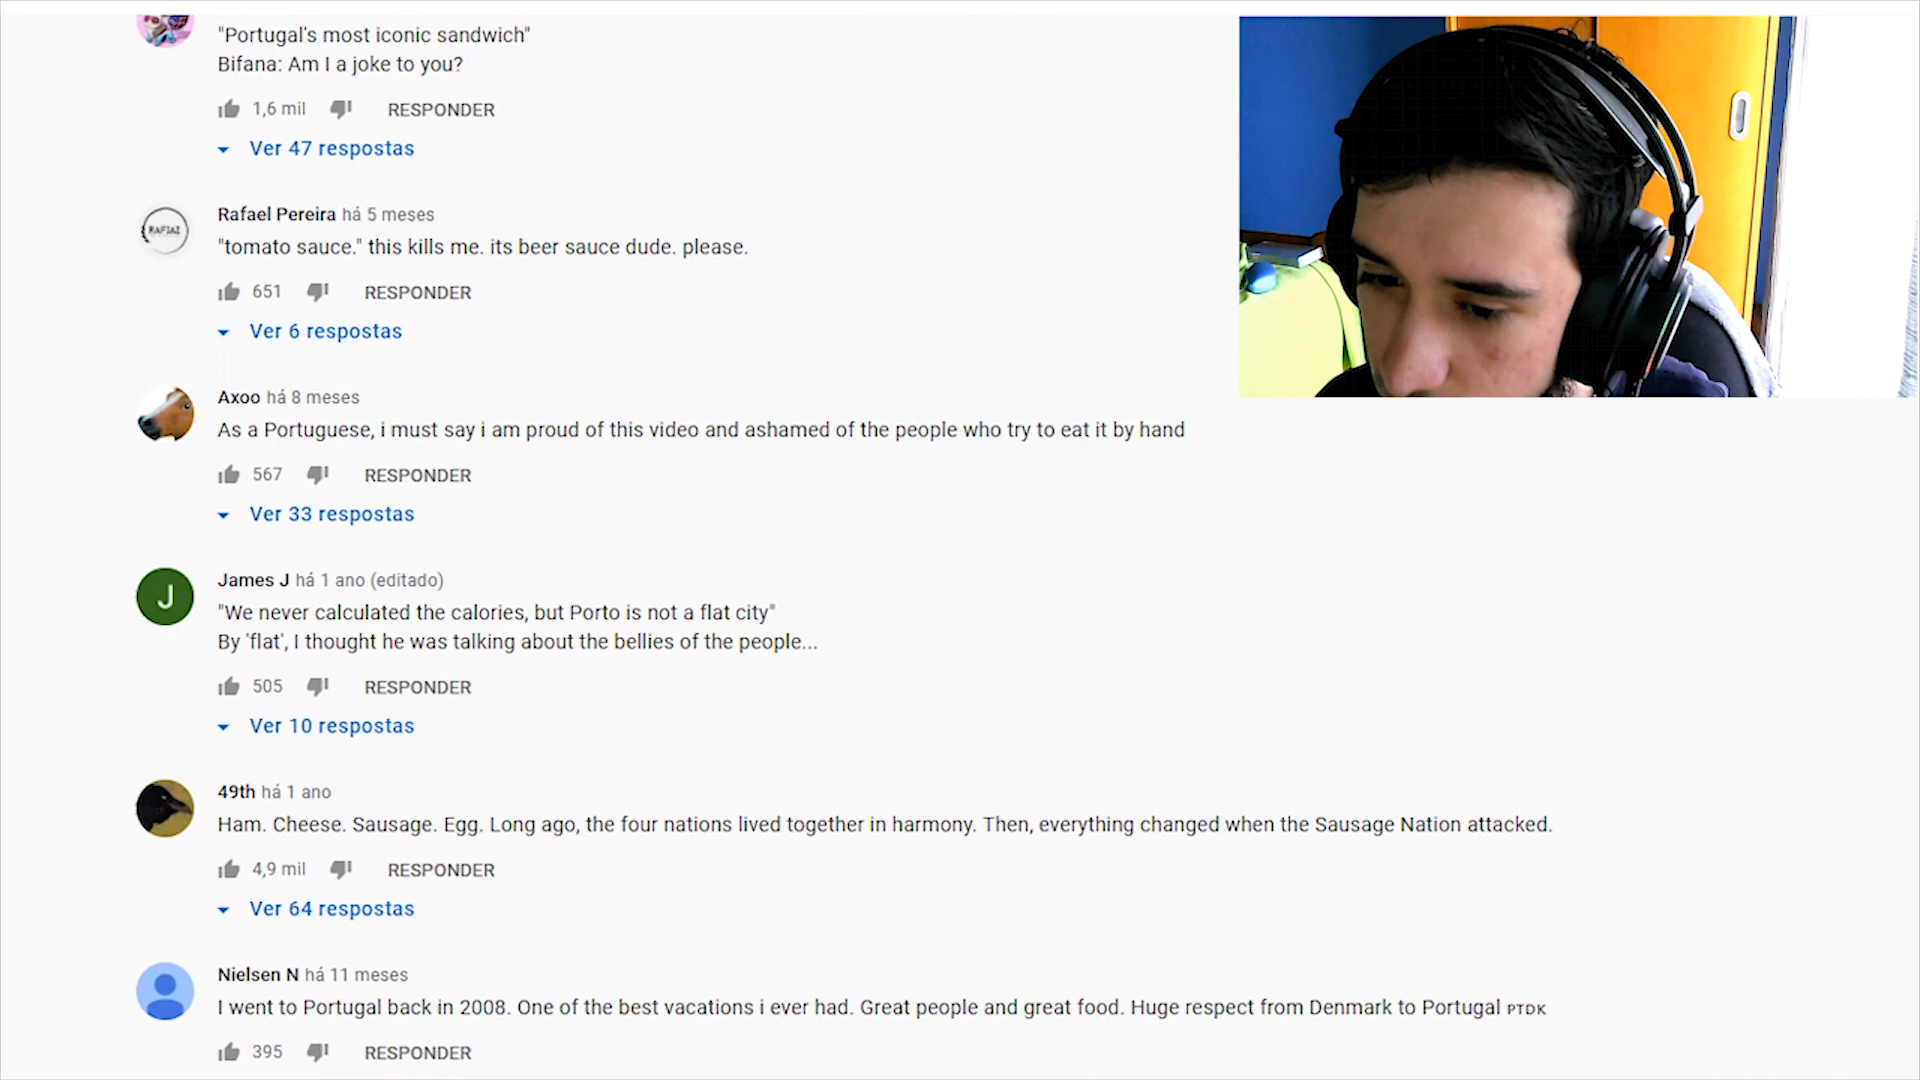 "Portugal's most iconic sandwich"
Bifana: Am I a joke to you?
1,6 mil RESPONDER
Ver 47 respostas
RAFIAZ
Rafael Pereira há 5 meses
"tomato sauce." this kills me. its beer sauce dude. please.
651 RESPONDER
Ver 6 respostas
Axoo há 8 meses
As a Portuguese, i must say i am proud of this video and ashamed of the people who try to eat it by hand
567 RESPONDER
Ver 33 respostas
J
James J há 1 ano (editado)
"We never calculated the calories, but Porto is not a flat city"
By 'flat', I thought he was talking about the bellies of the people...
505 RESPONDER
Ver 10 respostas
49th há 1 ano
Ham. Cheese. Sausage. Egg. Long ago, the four nations lived together in harmony. Then, everything changed when the Sausage Nation attacked.
4,9 mil RESPONDER
Ver 64 respostas
Nielsen N há 11 meses
I went to Portugal back in 2008. One of the best vacations i ever had. Great people and great food. Huge respect from Denmark to Portugal PTDK
395 RESPONDER